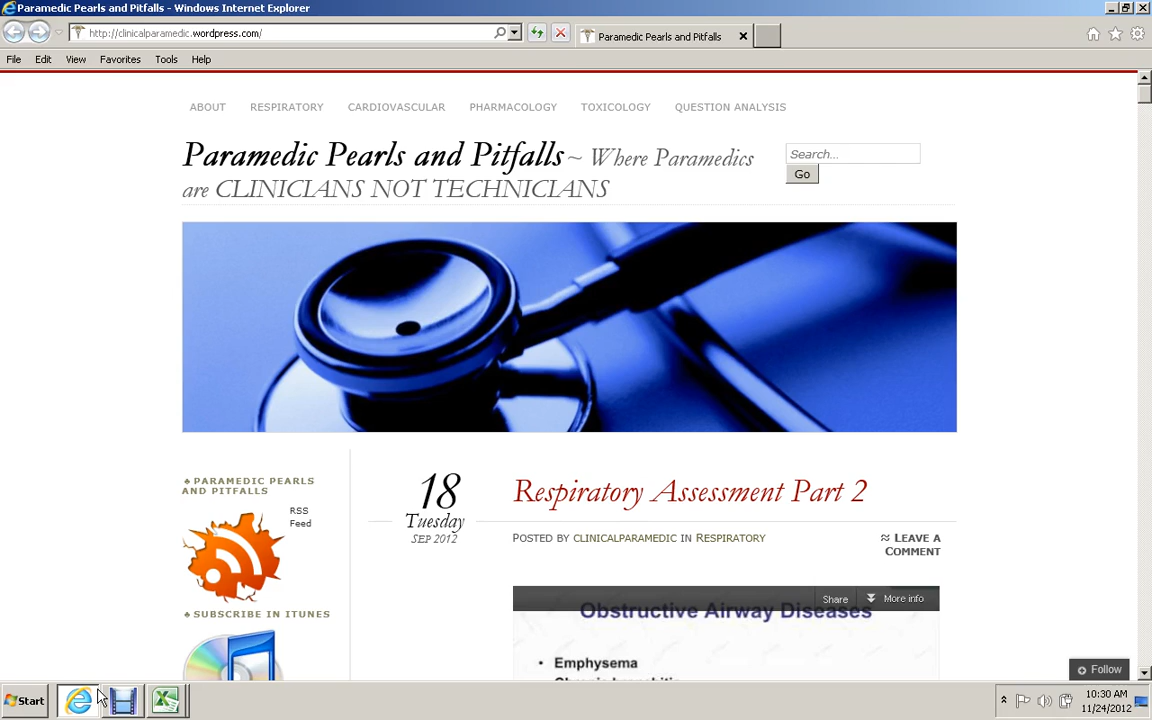 Paramedic Pearls and Pitfalls - Windows Internet Explorer
http://clinicalparamedic.wordpress.com/
Paramedic Pearls and Pitfalls
File Edit View Favorites Tools Help
ABOUT RESPIRATORY CARDIOVASCULAR PHARMACOLOGY TOXICOLOGY QUESTION ANALYSIS
Paramedic Pearls and Pitfalls ~ Where Paramedics
are CLINICIANS NOT TECHNICIANS
Search...
Go
PARAMEDIC PEARLS
AND PITFALLS
RSS
Feed
SUBSCRIBE IN ITUNES
18
Tuesday
SEP 2012
Respiratory Assessment Part 2
POSTED BY CLINICALPARAMEDIC IN RESPIRATORY
≈ LEAVE A
COMMENT
Share More info
Obstructive Airway Diseases
• Emphysema
Follow
Start
10:30 AM
11/24/2012